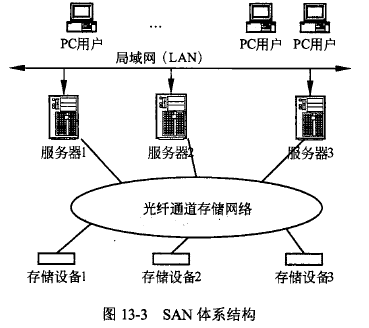 …
PC用户 PC用户 PC用户
局域网（LAN）
服务器1 服务器2 服务器3
光纤通道存储网络
存储设备1 存储设备2 存储设备3
图 13-3 SAN 体系结构